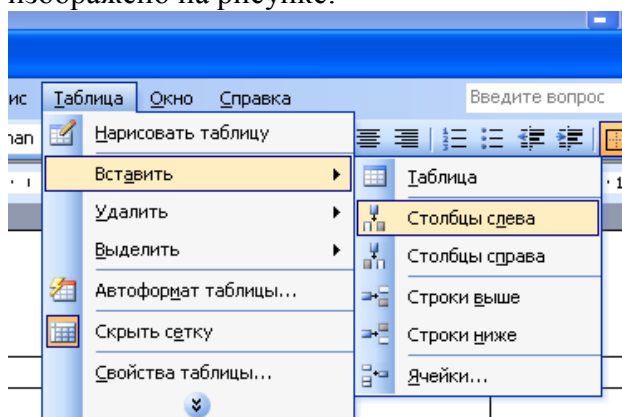 изображено на рисунке:
ис Таблица Окно Справка Введите вопрос
man Нарисовать таблицу
Вставить
Удалить
Выделить
Автоформат таблицы...
Скрыть сетку
Свойства таблицы...
Таблица
Столбцы слева
Столбцы справа
Строки выше
Строки ниже
Ячейки...